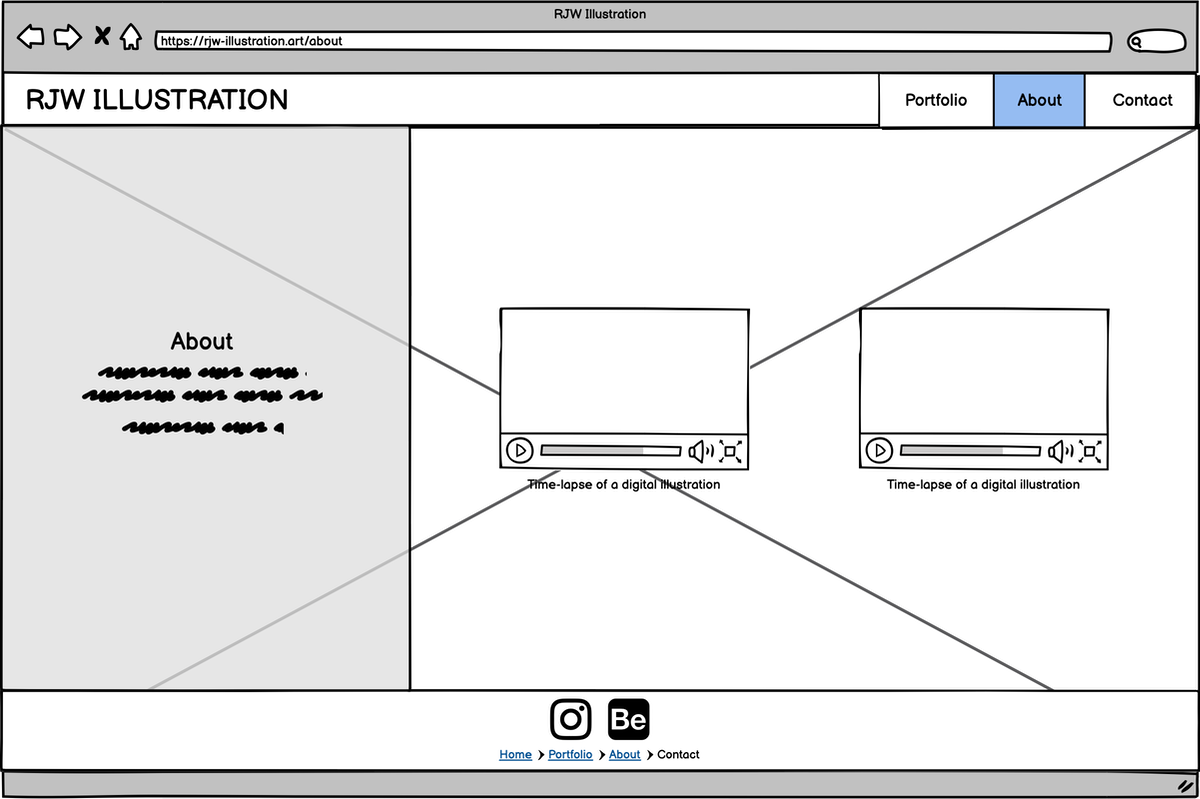 RJW Illustration
https://rjw-illustration.art/about
RJW ILLUSTRATION
Portfolio
About
Contact
About
Time-lapse of a digital illustration
Time-lapse of a digital illustration
Be
Home Portfolio About Contact